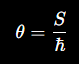 θ = S/ħ